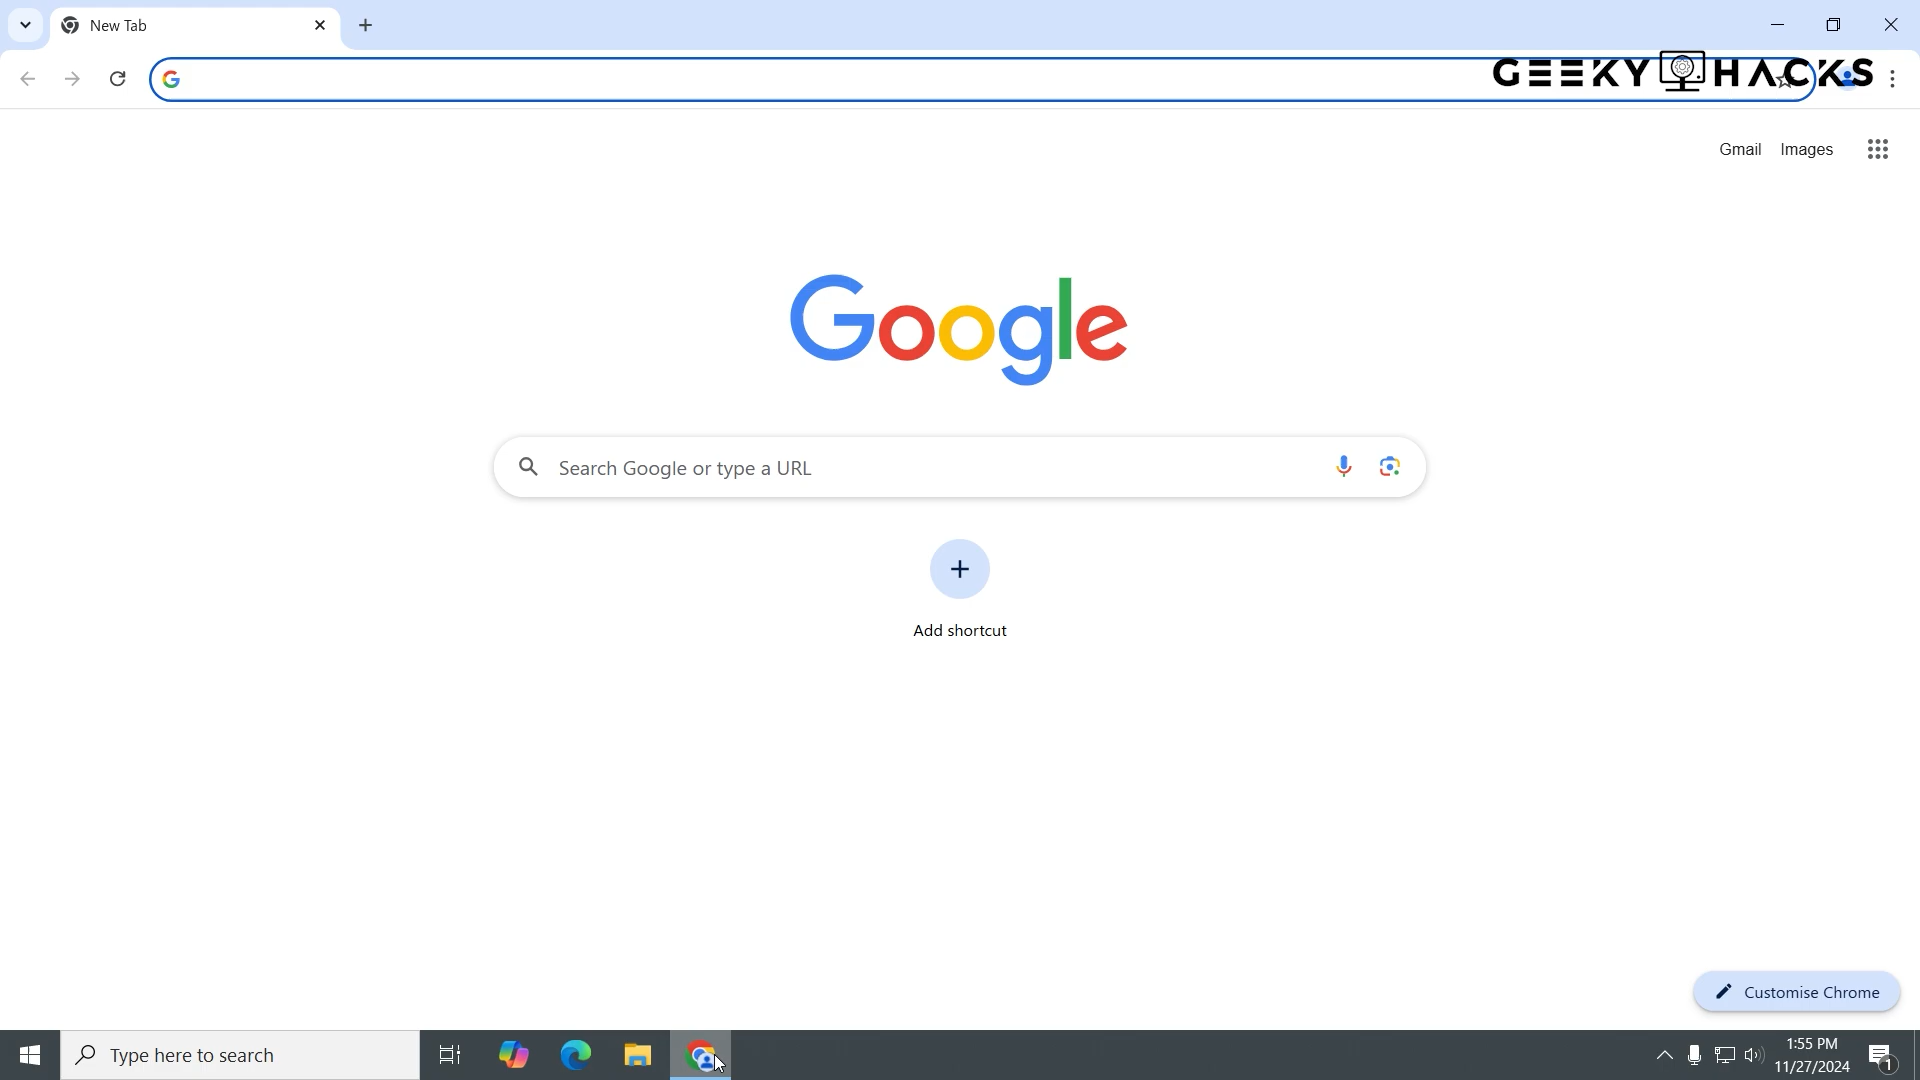 New Tab
GEEKY HACKS
Gmail Images
Google
Search Google or type a URL
Add shortcut
Customise Chrome
Type here to search
1:55 PM
11/27/2024
1